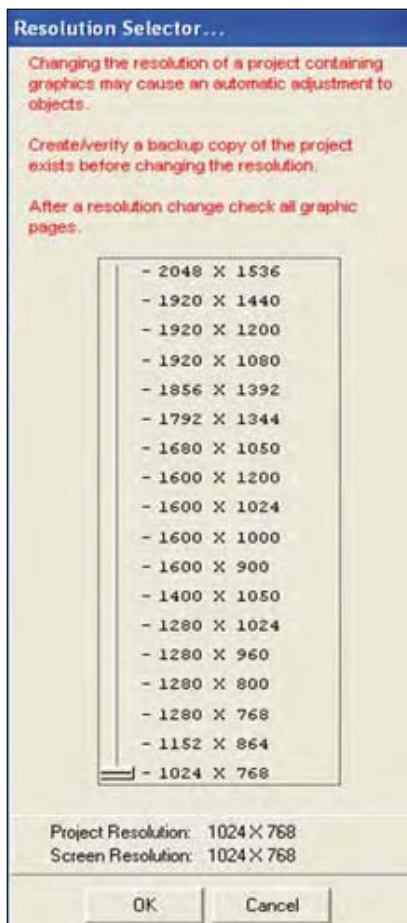 Resolution Selector...
Changing the resolution of a project containing
graphics may cause an automatic adjustment to
objects.
Create/verify a backup copy of the project
exists before changing the resolution.
After a resolution change check all graphic
pages.
- 2048 X 1536
- 1920 X 1440
- 1920 X 1200
- 1920 X 1080
- 1856 X 1392
- 1792 X 1344
- 1680 X 1050
- 1600 X 1200
- 1600 X 1024
- 1600 X 1000
- 1600 X 900
- 1400 X 1050
- 1280 X 1024
- 1280 X 960
- 1280 X 800
- 1280 X 768
- 1152 X 864
- 1024 X 768
Project Resolution: 1024 X 768
Screen Resolution: 1024 X 768
OK Cancel